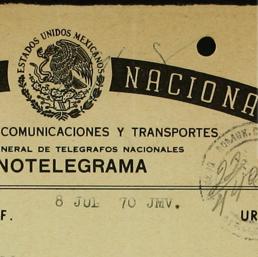 ESTADOS UNIDOS MEXICANOS
NACIONA
COMUNICACIONES Y TRANSPORTES
NERAL DE TELEGRAFOS NACIONALES
NOTELEGRAMA
8 JUL 70 JMV.
F.
UR